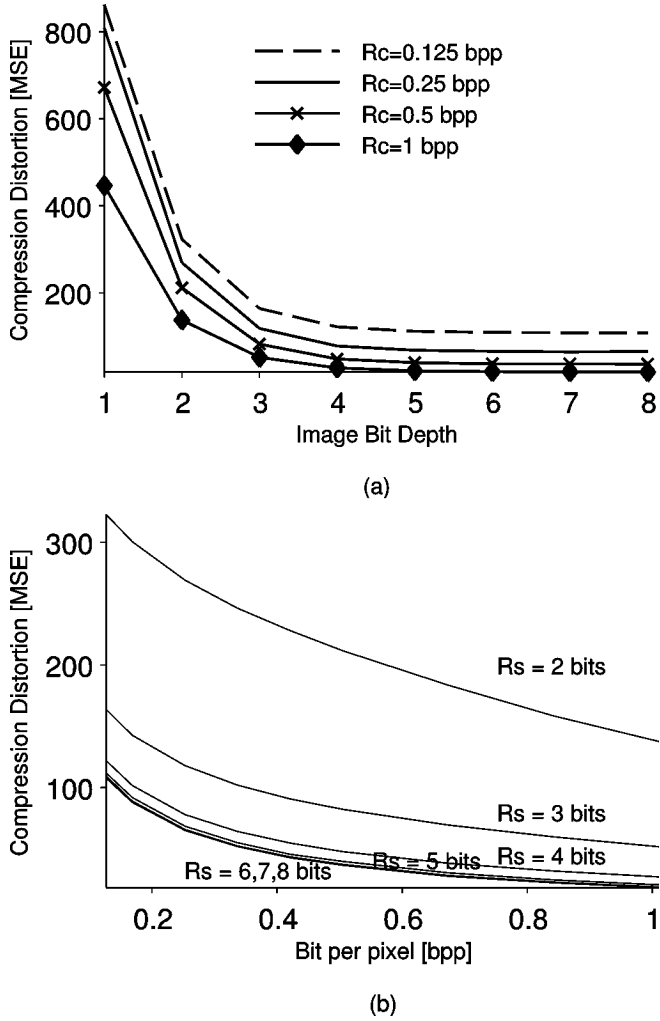 Compression Distortion [MSE]
800
600
400
200
Rc=0.125 bpp
Rc=0.25 bpp
Rc=0.5 bpp
Rc=1 bpp
1 2 3 4 5 6 7 8
Image Bit Depth
(a)
Compression Distortion [MSE]
300
200
100
Rs = 2 bits
Rs = 3 bits
Rs = 4 bits
Rs = 5 bits
Rs = 6,7,8 bits
0.2 0.4 0.6 0.8 1
Bit per pixel [bpp]
(b)